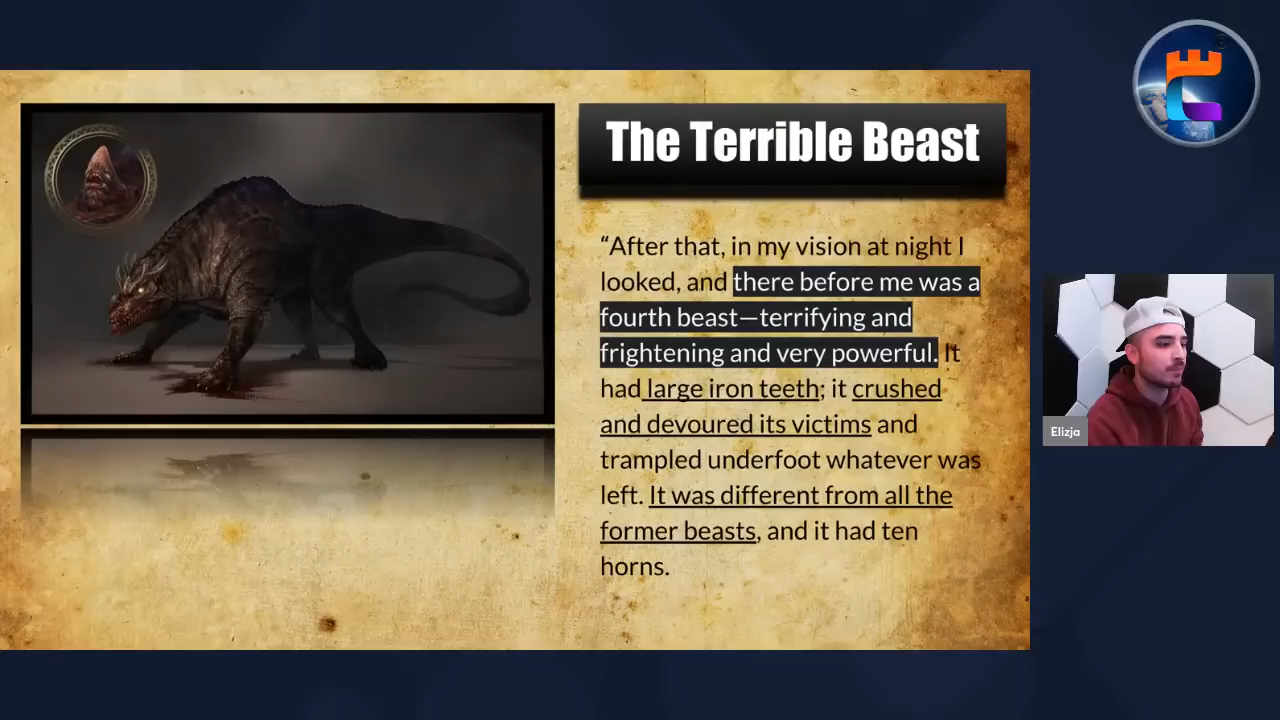 The Terrible Beast
“After that, in my vision at night I
looked, and there before me was a
fourth beast—terrifying and
frightening and very powerful. It
had large iron teeth; it crushed
and devoured its victims and
trampled underfoot whatever was
left. It was different from all the
former beasts, and it had ten
horns.
Elizja